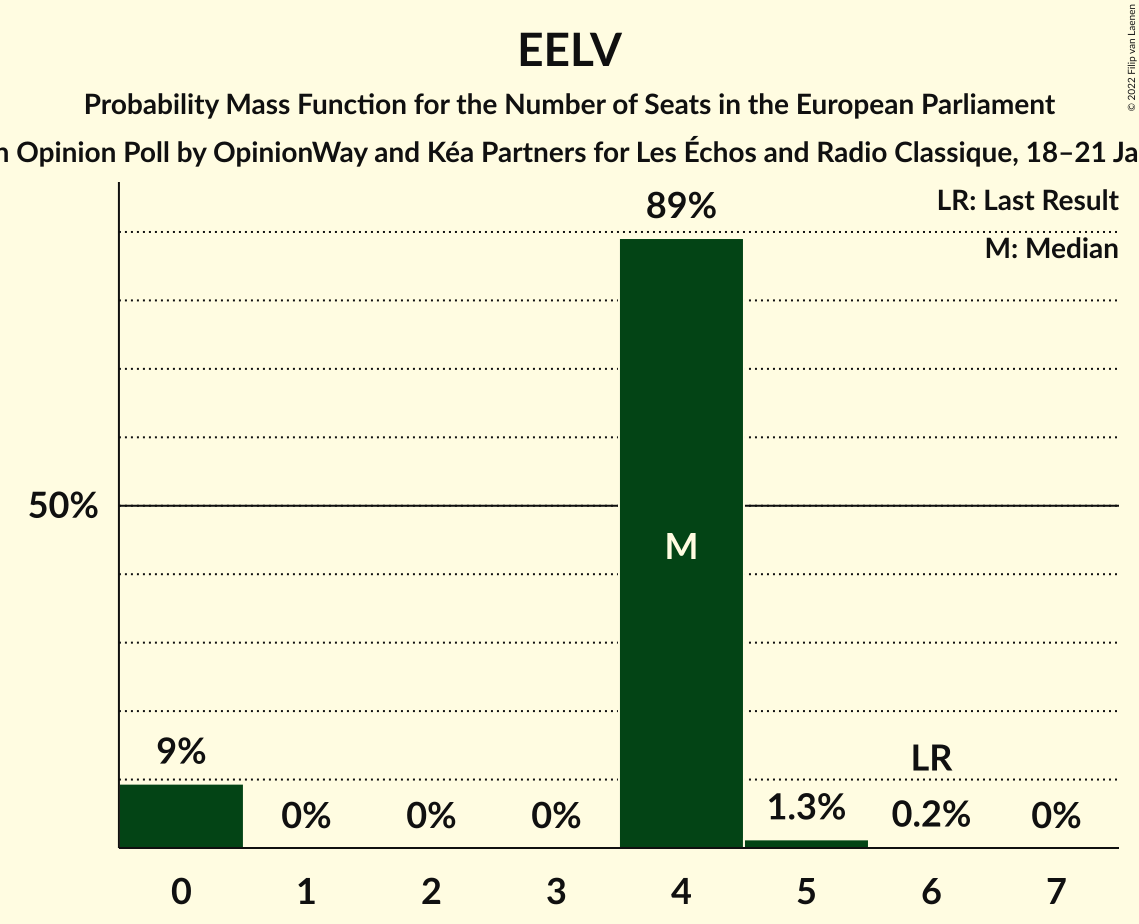 EELV
Probability Mass Function for the Number of Seats in the European Parliament
n Opinion Poll by OpinionWay and Kéa Partners for Les Échos and Radio Classique, 18–21 Ja
© 2022 Filip van Laenen
LR: Last Result
M: Median
89%
50%
M
9%
0%
0%
0%
1.3%
LR
0.2%
0%
0 1 2 3 4 5 6 7